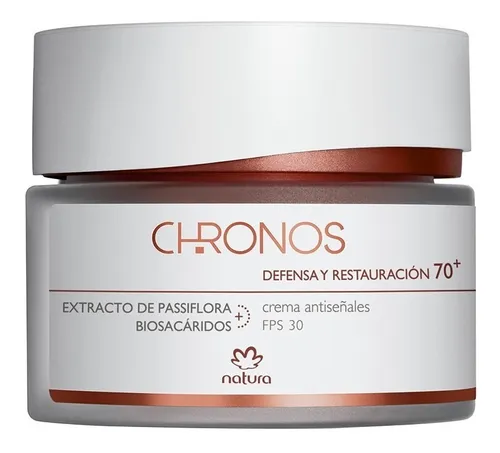 CHRONOS
DEFENSA Y RESTAURACIÓN 70+
EXTRACTO DE PASSIFLORA
BIOSACÁRIDOS +
crema antiseñales
FPS 30
natura